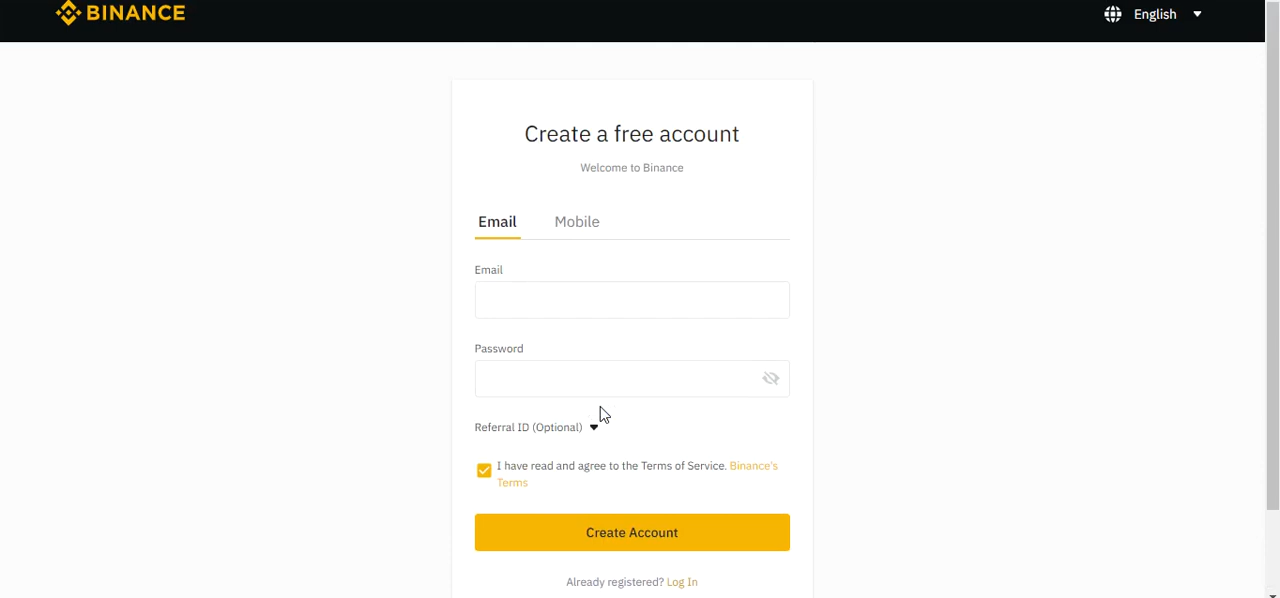 BINANCE
English
Create a free account
Welcome to Binance
Email Mobile
Email
Password
Referral ID (Optional)
I have read and agree to the Terms of Service. Binance's
Terms
Create Account
Already registered? Log In